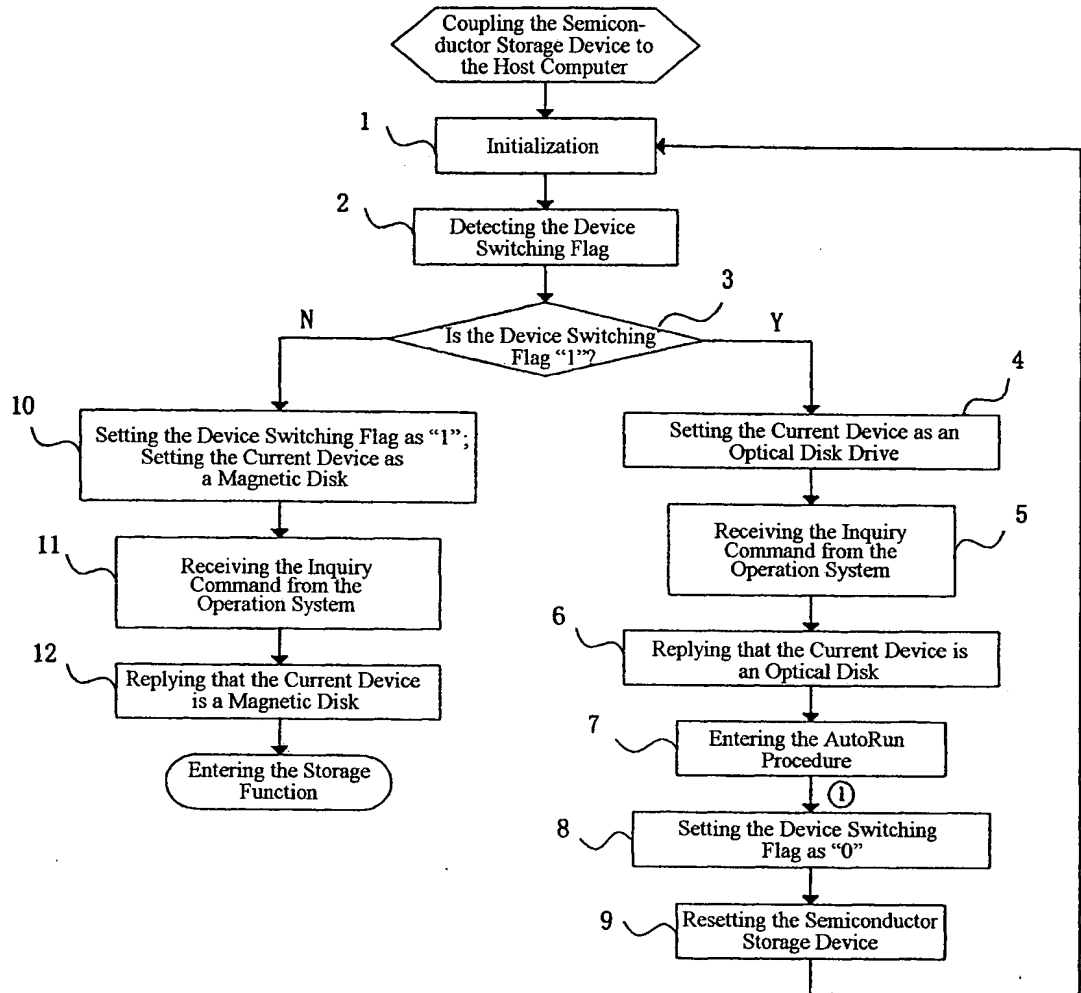 Coupling the Semicon-
ductor Storage Device to
the Host Computer
1
Initialization
2
Detecting the Device
Switching Flag
3
N
Y
Is the Device Switching
Flag “1”?
4
10
Setting the Device Switching Flag as “1”;
Setting the Current Device as
a Magnetic Disk
Setting the Current Device as an
Optical Disk Drive
5
11
Receiving the Inquiry
Command from the
Operation System
Receiving the Inquiry
Command from the
Operation System
6
12
Replying that the Current Device
is a Magnetic Disk
Replying that the Current Device is
an Optical Disk
7
Entering the Storage
Function
Entering the AutoRun
Procedure
①
8
Setting the Device Switching
Flag as “0”
9
Resetting the Semiconductor
Storage Device